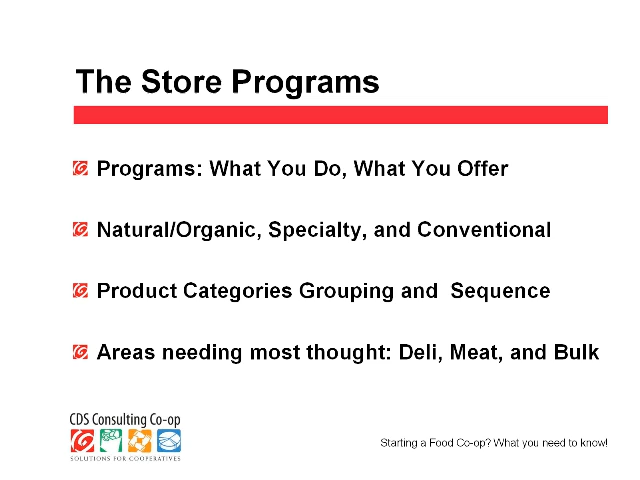 The Store Programs
Programs: What You Do, What You Offer
Natural/Organic, Specialty, and Conventional
Product Categories Grouping and  Sequence
Areas needing most thought: Deli, Meat, and Bulk
CDS Consulting Co-op
SOLUTIONS FOR COOPERATIVES
Starting a Food Co-op? What you need to know!